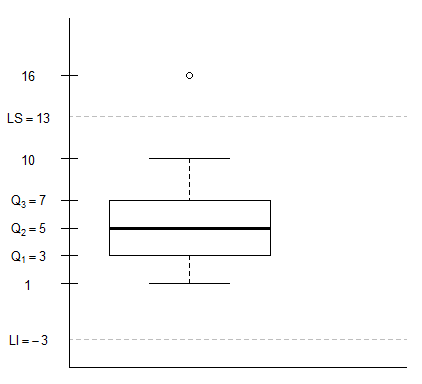 16
LS = 13
10
Q₃ = 7
Q₂ = 5
Q₁ = 3
1
LI = − 3